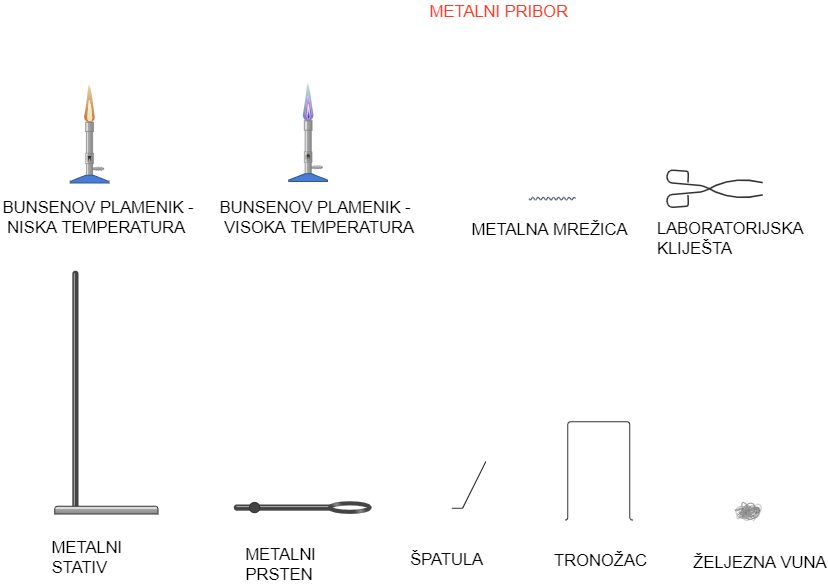 METALNI PRIBOR
BUNSENOV PLAMENIK -
NISKA TEMPERATURA
BUNSENOV PLAMENIK -
VISOKA TEMPERATURA
METALNA MREŽICA
LABORATORIJSKA
KLIJEŠTA
METALNI
STATIV
METALNI
PRSTEN
ŠPATULA
TRONOŽAC
ŽELJEZNA VUNA